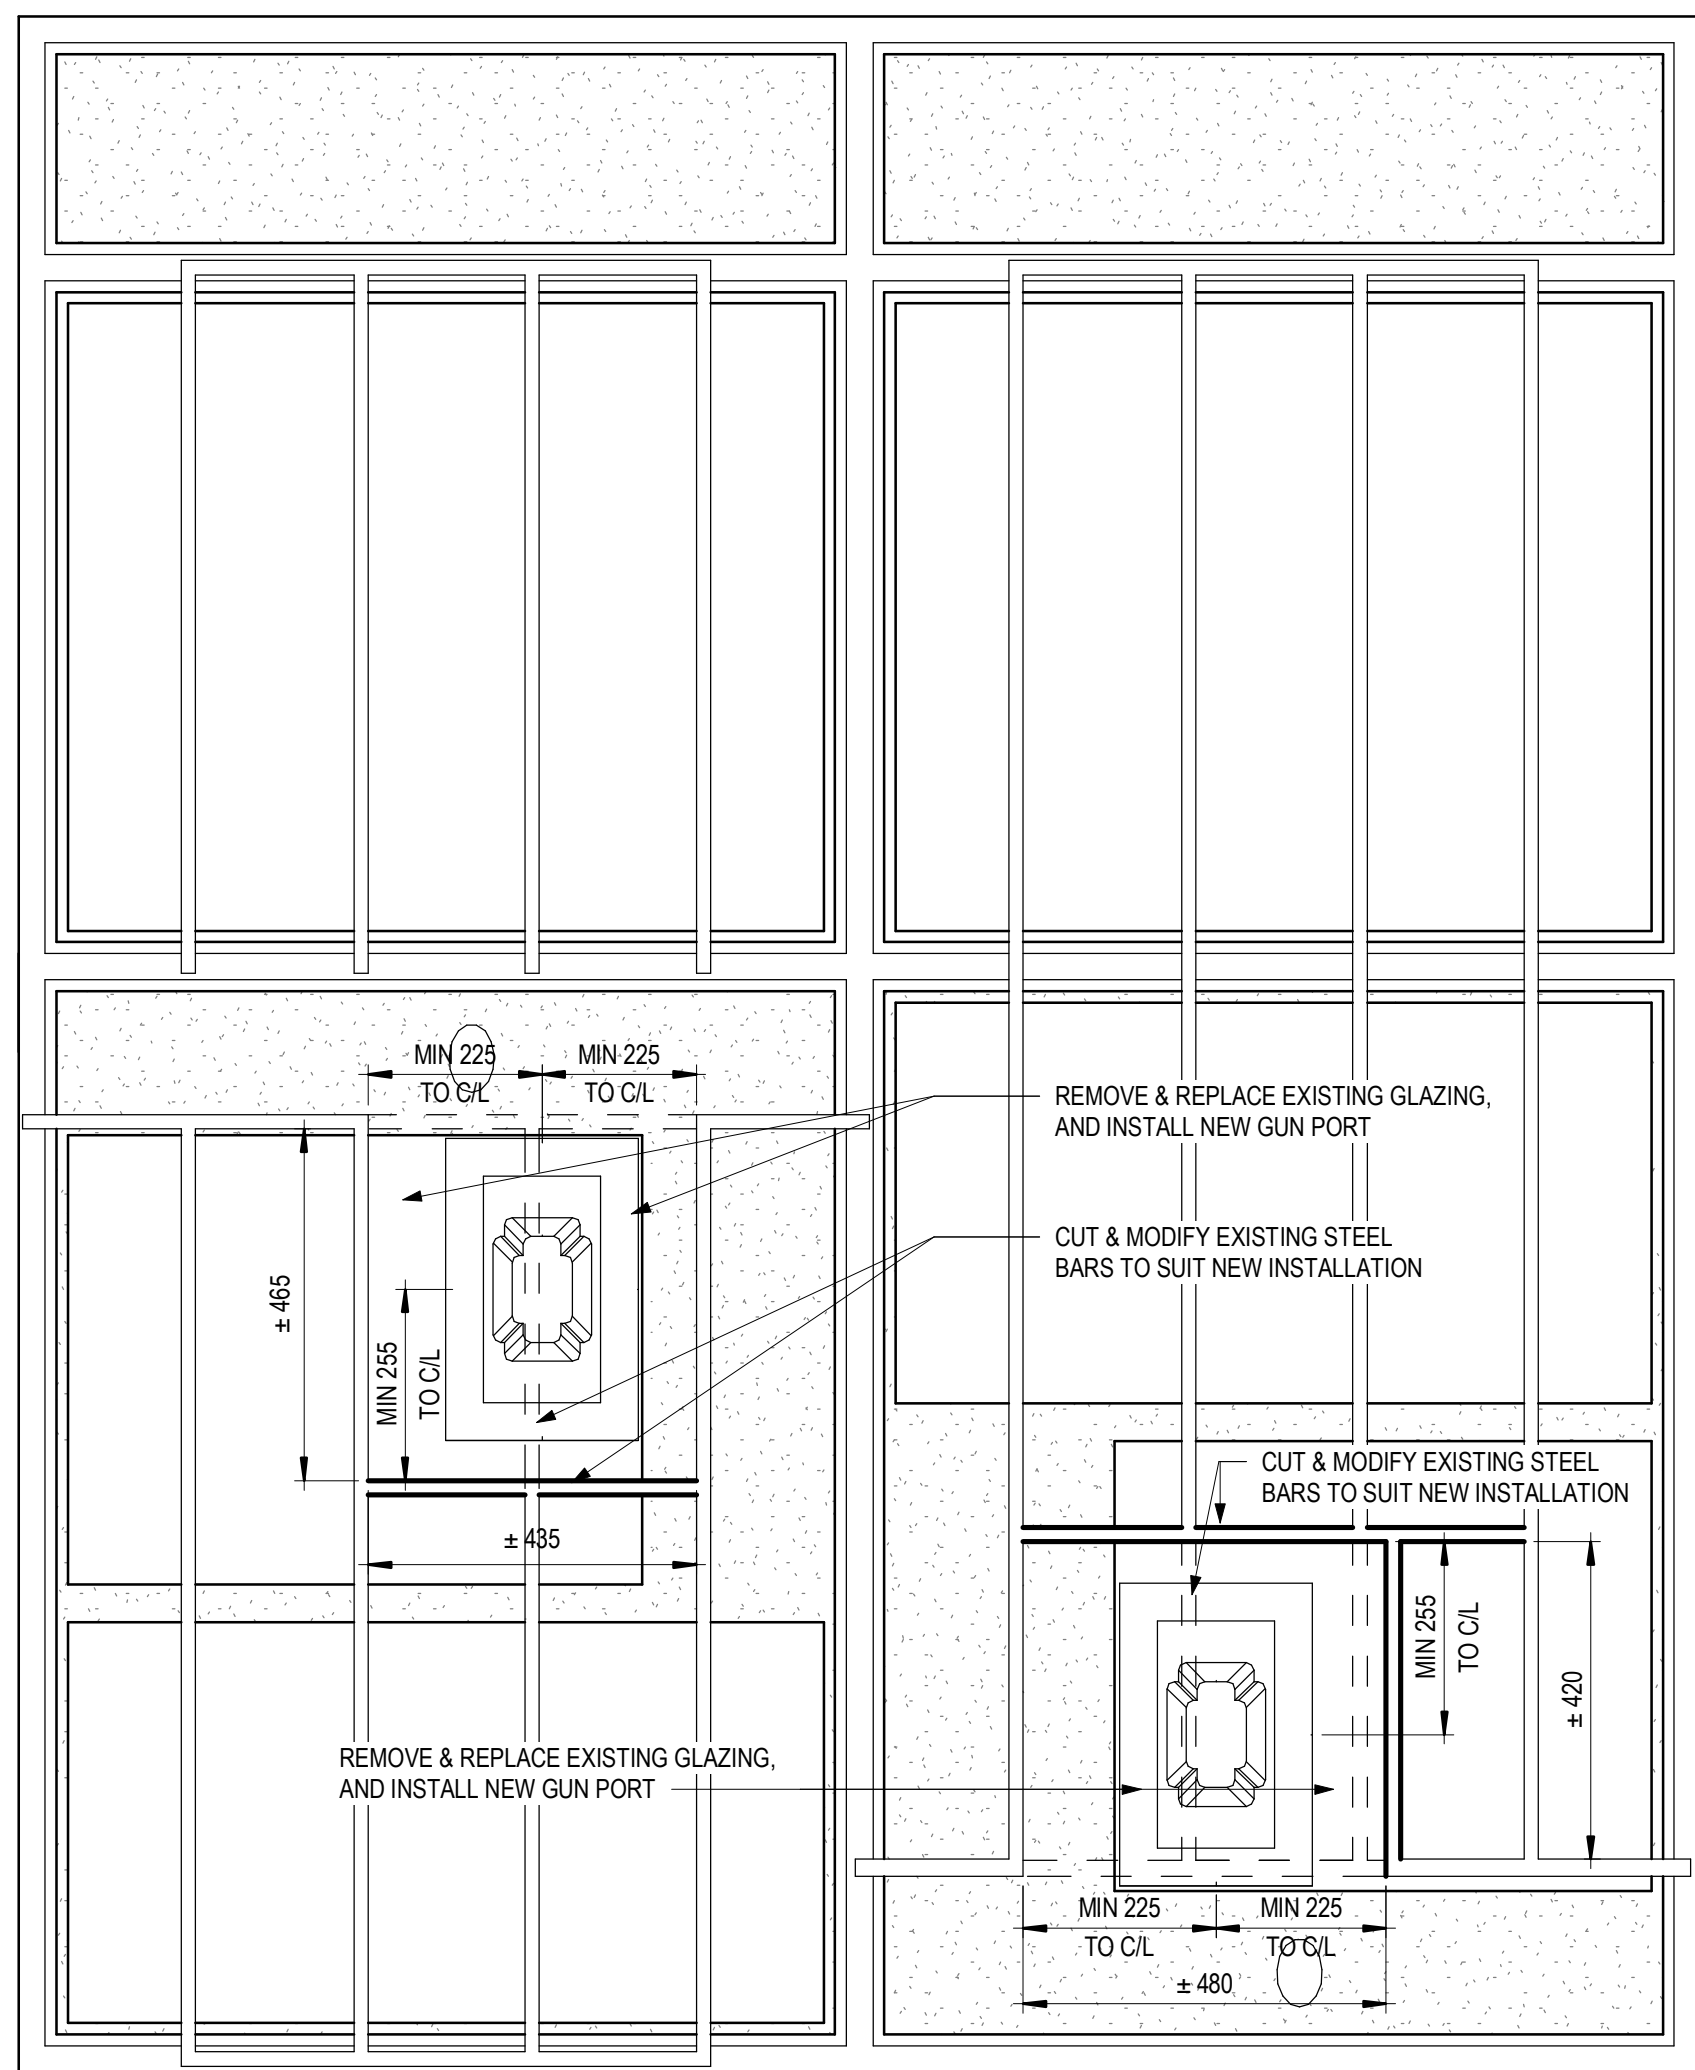 MIN 225
TO C/L
MIN 225
TO C/L
REMOVE & REPLACE EXISTING GLAZING,
AND INSTALL NEW GUN PORT
CUT & MODIFY EXISTING STEEL
BARS TO SUIT NEW INSTALLATION
± 465
MIN 255
TO C/L
± 435
CUT & MODIFY EXISTING STEEL
BARS TO SUIT NEW INSTALLATION
MIN 255
TO C/L
± 420
REMOVE & REPLACE EXISTING GLAZING,
AND INSTALL NEW GUN PORT
MIN 225
TO C/L
MIN 225
TO C/L
± 480